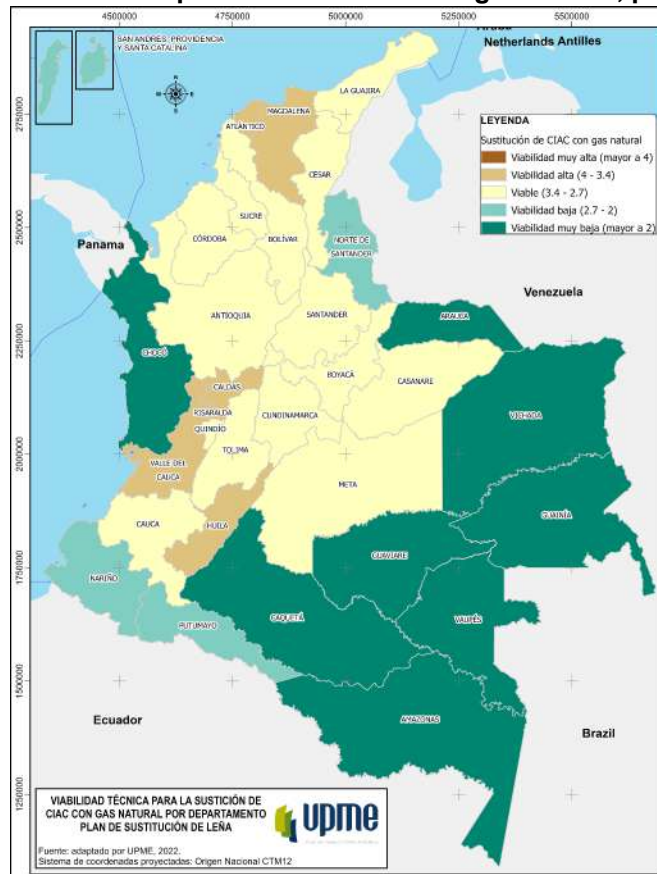 4500000 4750000 5000000 5250000 5500000
SAN ANDRES, PROVIDENCIA
Y SANTA CATALINA
Netherlands Antilles
N
W E
S
LA GUAJIRA
2750000
MAGDALENA
ATLÁNTICO
CESAR
LEYENDA
Sustitución de CIAC con gas natural
Viabilidad muy alta (mayor a 4)
Viabilidad alta (4 - 3.4)
Viable (3.4 - 2.7)
Viabilidad baja (2.7 - 2)
Viabilidad muy baja (mayor a 2)
2500000
SUCRE
CÓRDOBA
BOLÍVAR
NORTE DE
SANTANDER
Panama
Venezuela
ANTIOQUIA
SANTANDER
ARAUCA
2250000
CHOCÓ
BOYACÁ
CASANARE
CALDAS
RISARALDA
CUNDINAMARCA
QUINDÍO
VICHADA
2000000
TOLIMA
VALLE DEL
CAUCA
META
GUAINÍA
CAUCA
HUILA
GUAVIARE
1750000
NARIÑO
CAQUETÁ
VAUPÉS
PUTUMAYO
1500000
AMAZONAS
Ecuador
Brazil
1250000
VIABILIDAD TÉCNICA PARA LA SUSTICIÓN DE
CIAC CON GAS NATURAL POR DEPARTAMENTO
PLAN DE SUSTITUCIÓN DE LEÑA
upme
Fuente: adaptado por UPME, 2022.
Sistema de coordenadas proyectadas: Origen Nacional CTM12